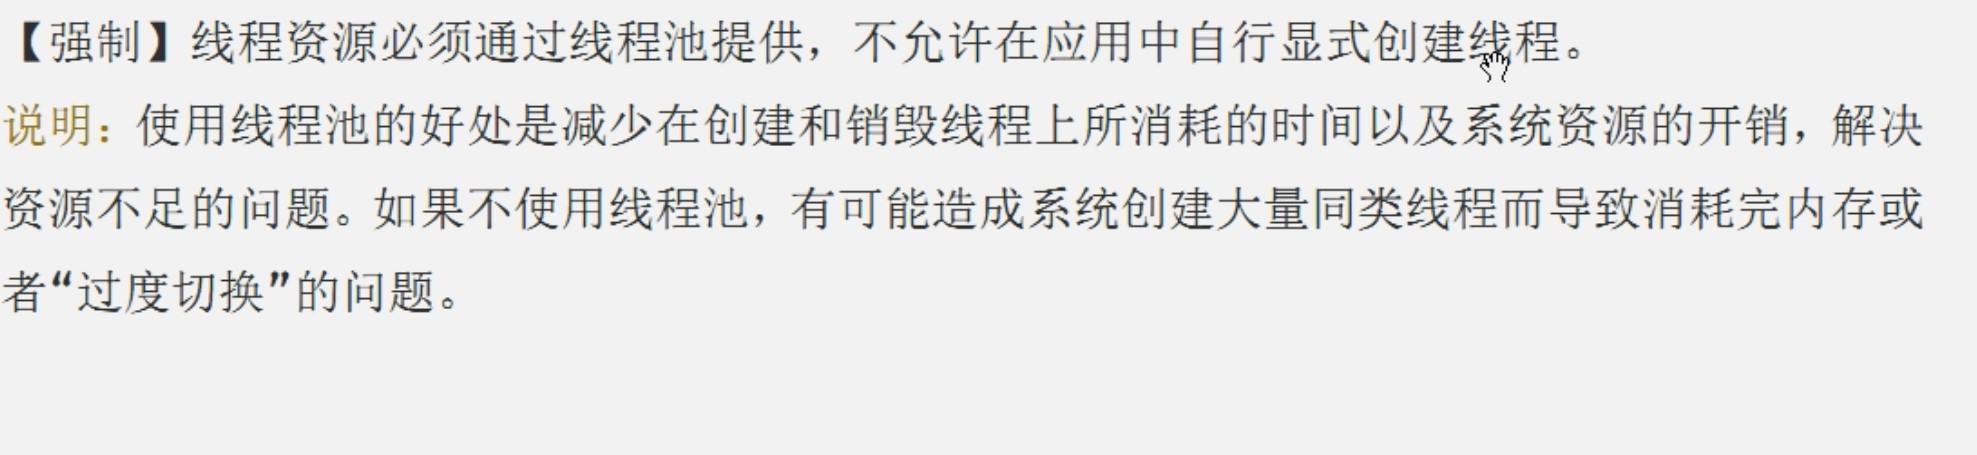 【强制】线程资源必须通过线程池提供，不允许在应用中自行显式创建线程。
说明：使用线程池的好处是减少在创建和销毁线程上所消耗的时间以及系统资源的开销，解决
资源不足的问题。如果不使用线程池，有可能造成系统创建大量同类线程而导致消耗完内存或
者“过度切换”的问题。